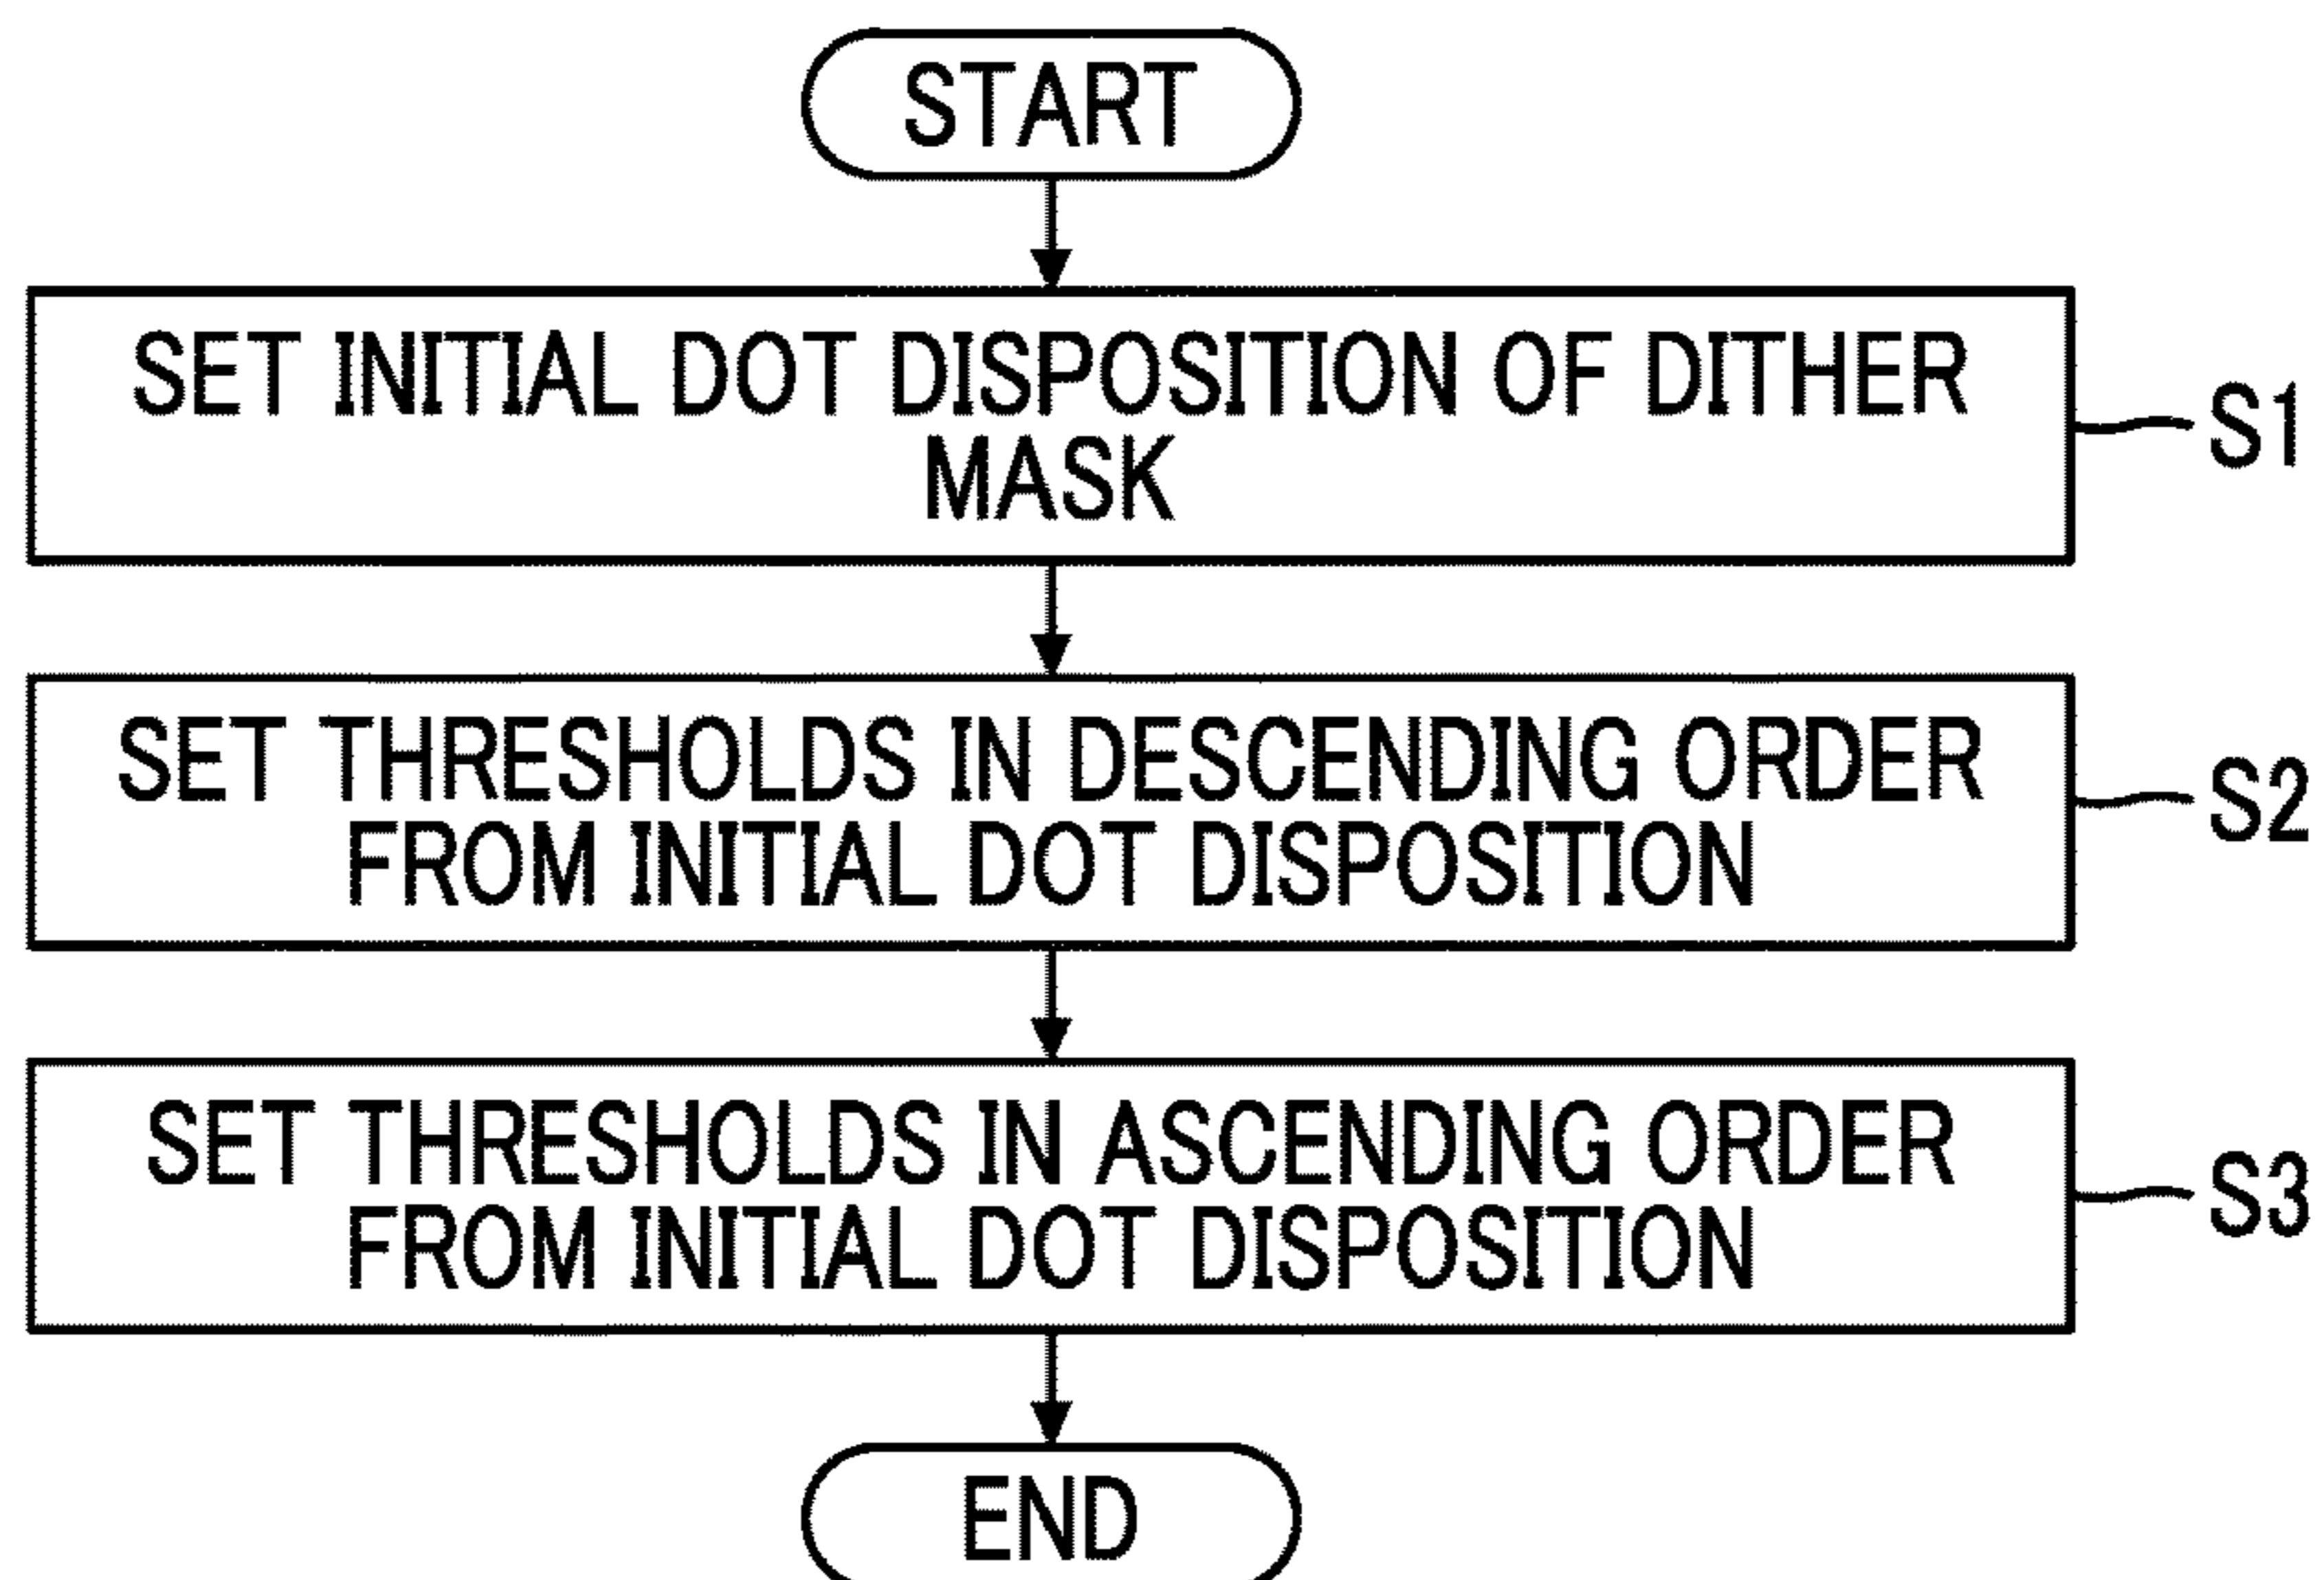 START
SET INITIAL DOT DISPOSITION OF DITHER
MASK
S1
SET THRESHOLDS IN DESCENDING ORDER
FROM INITIAL DOT DISPOSITION
S2
SET THRESHOLDS IN ASCENDING ORDER
FROM INITIAL DOT DISPOSITION
S3
END